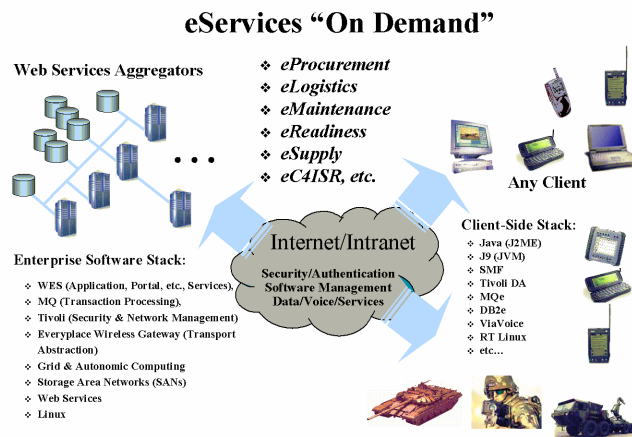 eServices “On Demand”
Web Services Aggregators
❖ eProcurement
❖ eLogistics
❖ eMaintenance
❖ eReadiness
❖ eSupply
❖ eC4ISR, etc.
...
Any Client
Internet/Intranet
Security/Authentication
Software Management
Data/Voice/Services
Enterprise Software Stack:
❖ WES (Application, Portal, etc., Services),
❖ MQ (Transaction Processing),
❖ Tivoli (Security & Network Management)
❖ Everyplace Wireless Gateway (Transport
Abstraction)
❖ Grid & Autonomic Computing
❖ Storage Area Networks (SANs)
❖ Web Services
❖ Linux
Client-Side Stack:
❖ Java (J2ME)
❖ J9 (JVM)
❖ SMF
❖ Tivoli DA
❖ MQe
❖ DB2e
❖ ViaVoice
❖ RT Linux
❖ etc…